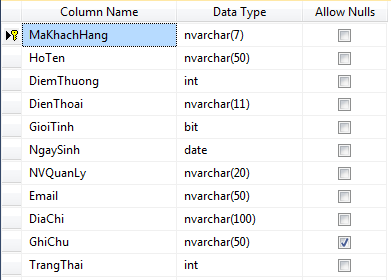 Column Name Data Type Allow Nulls
MaKhachHang nvarchar(7)
HoTen nvarchar(50)
DiemThuong int
DienThoai nvarchar(11)
GioiTinh bit
NgaySinh date
NVQuanLy nvarchar(20)
Email nvarchar(50)
DiaChi nvarchar(100)
GhiChu nvarchar(50)
TrangThai int